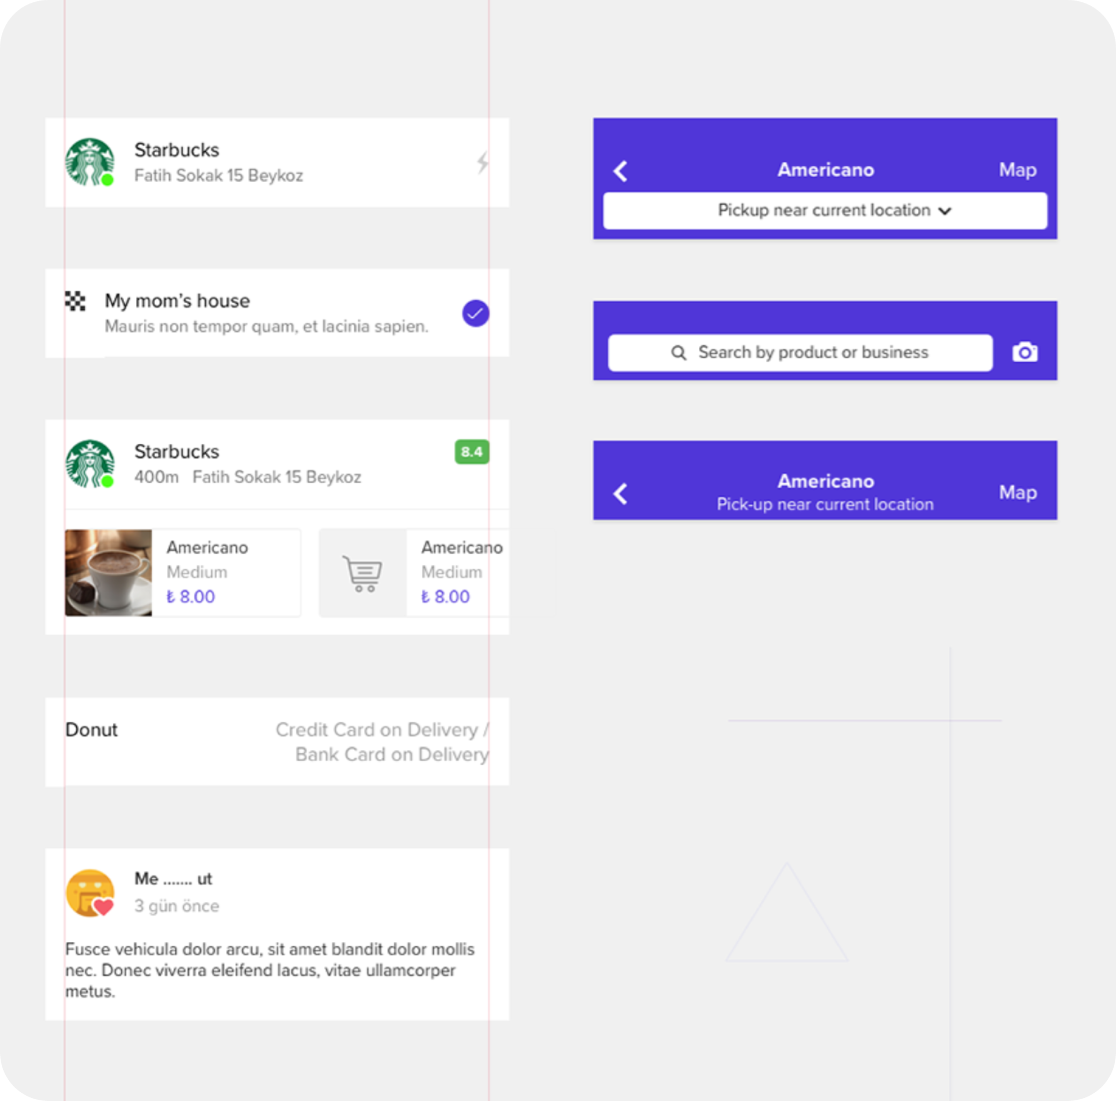 Starbucks
Fatih Sokak 15 Beykoz
My mom's house
Mauris non tempor quam, et lacinia sapien.
Starbucks
8.4
400m Fatih Sokak 15 Beykoz
Americano
Medium
₺ 8.00
Americano
Medium
₺ 8.00
Donut
Credit Card on Delivery /
Bank Card on Delivery
Me ....... ut
3 gün önce
Fusce vehicula dolor arcu, sit amet blandit dolor mollis
nec. Donec viverra eleifend lacus, vitae ullamcorper
metus.
Americano
Map
Pickup near current location
Search by product or business
Americano
Pick-up near current location
Map